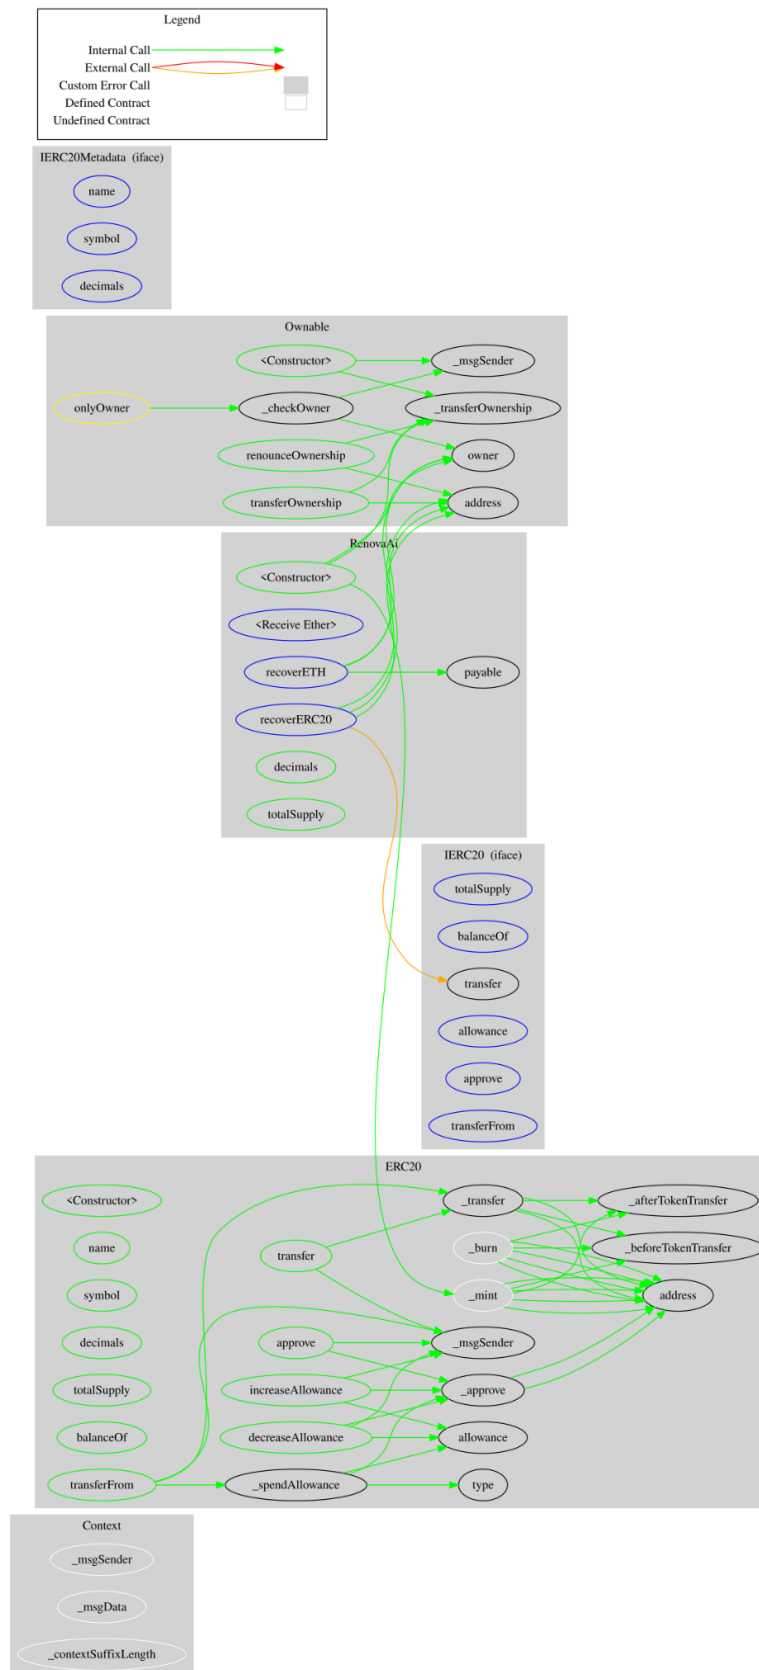 Legend
Internal Call
External Call
Custom Error Call
Defined Contract
Undefined Contract
IERC20Metadata (iface)
name
symbol
decimals
Ownable
<Constructor>
_msgSender
onlyOwner
_checkOwner
_transferOwnership
renounceOwnership
owner
transferOwnership
address
RenovaAi
<Constructor>
<Receive Ether>
recoverETH
payable
recoverERC20
decimals
totalSupply
IERC20 (iface)
totalSupply
balanceOf
transfer
allowance
approve
transferFrom
ERC20
<Constructor>
_transfer
_afterTokenTransfer
name
transfer
_burn
_beforeTokenTransfer
symbol
_mint
address
decimals
approve
_msgSender
totalSupply
increaseAllowance
_approve
balanceOf
decreaseAllowance
allowance
transferFrom
_spendAllowance
type
Context
_msgSender
_msgData
_contextSuffixLength